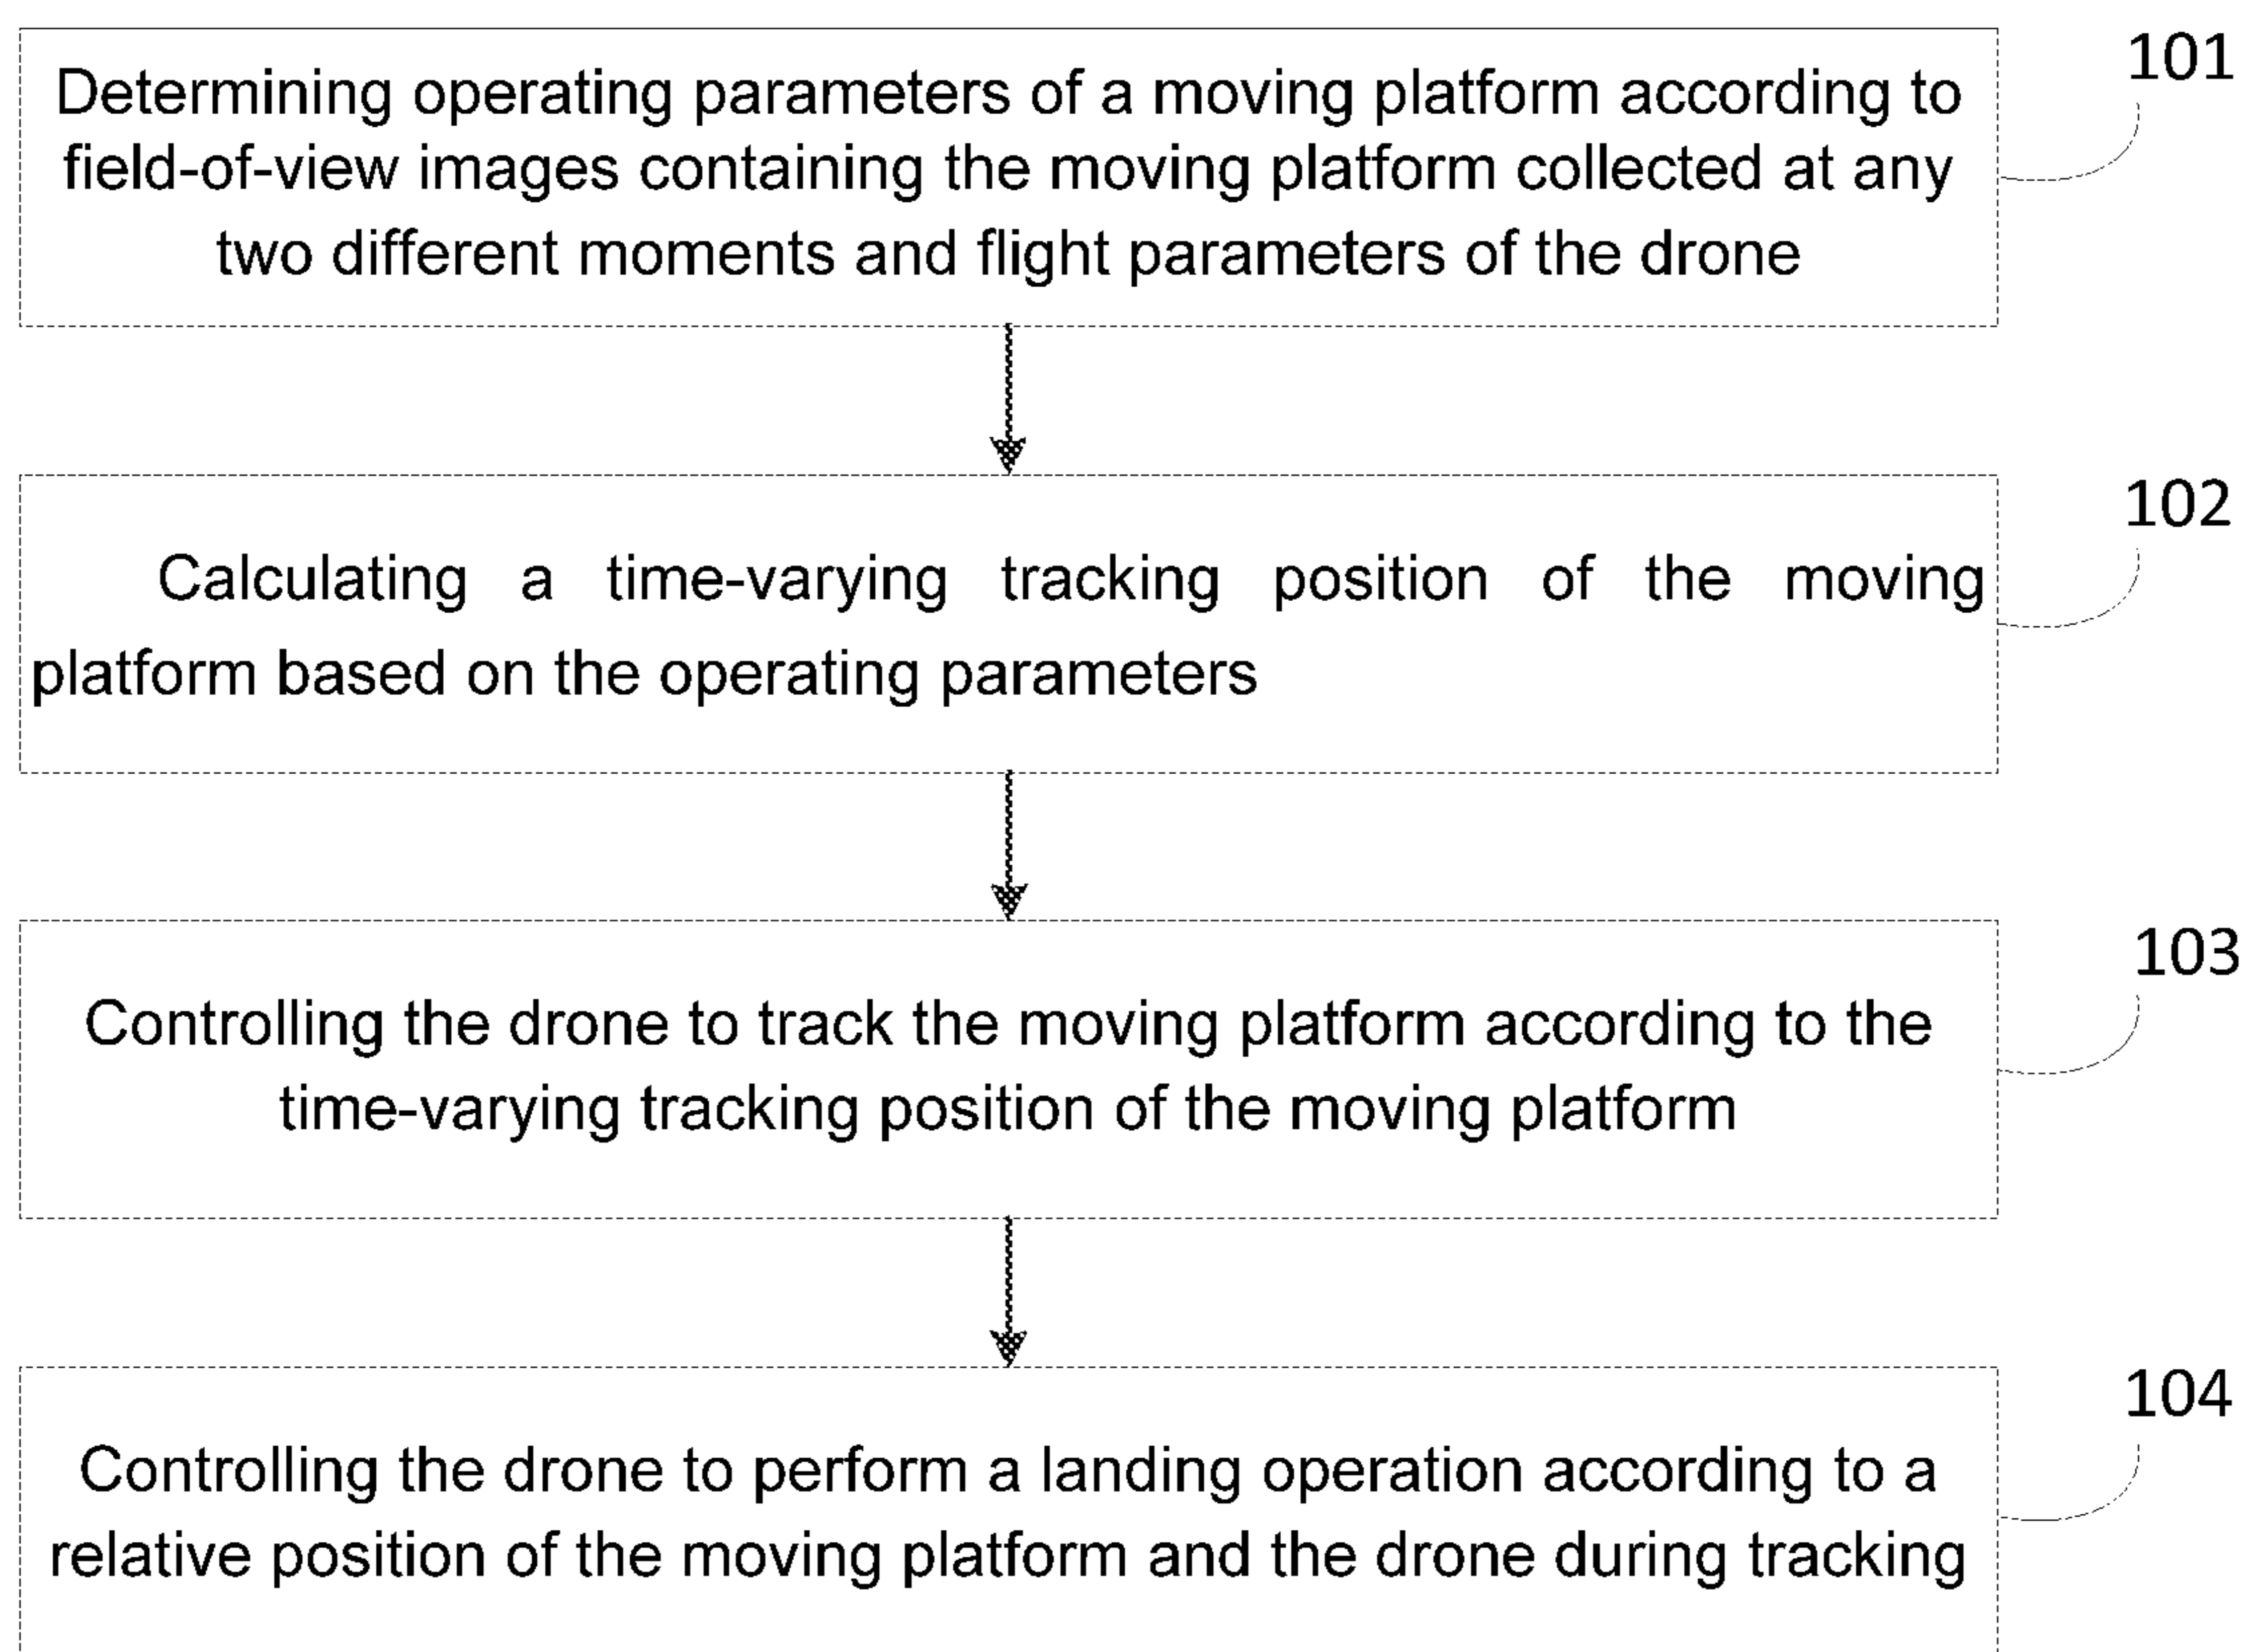 101
Determining operating parameters of a moving platform according to
field-of-view images containing the moving platform collected at any
two different moments and flight parameters of the drone
102
Calculating a time-varying tracking position of the moving
platform based on the operating parameters
103
Controlling the drone to track the moving platform according to the
time-varying tracking position of the moving platform
104
Controlling the drone to perform a landing operation according to a
relative position of the moving platform and the drone during tracking